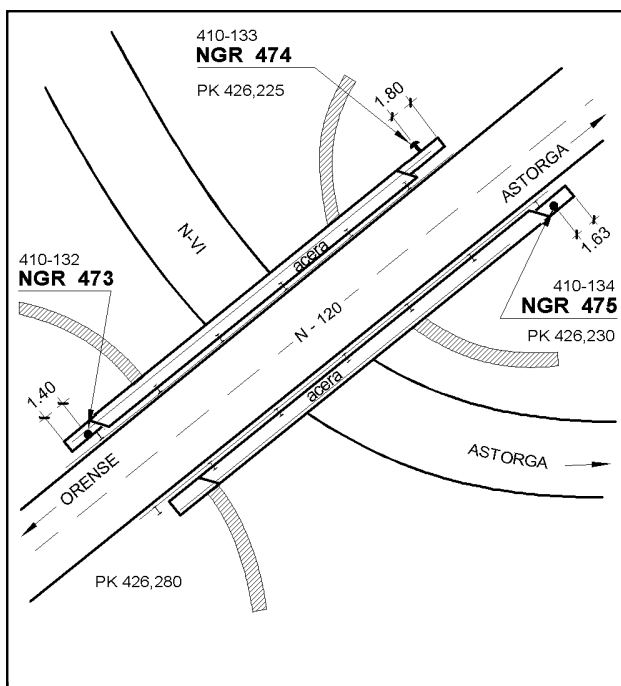 410-133
NGR 474
PK 426,225
1.80
ASTORGA
N-VI
acera
410-132
NGR 473
1.63
410-134
NGR 475
PK 426,230
N - 120
1.40
acera
ORENSE
ASTORGA
PK 426,280